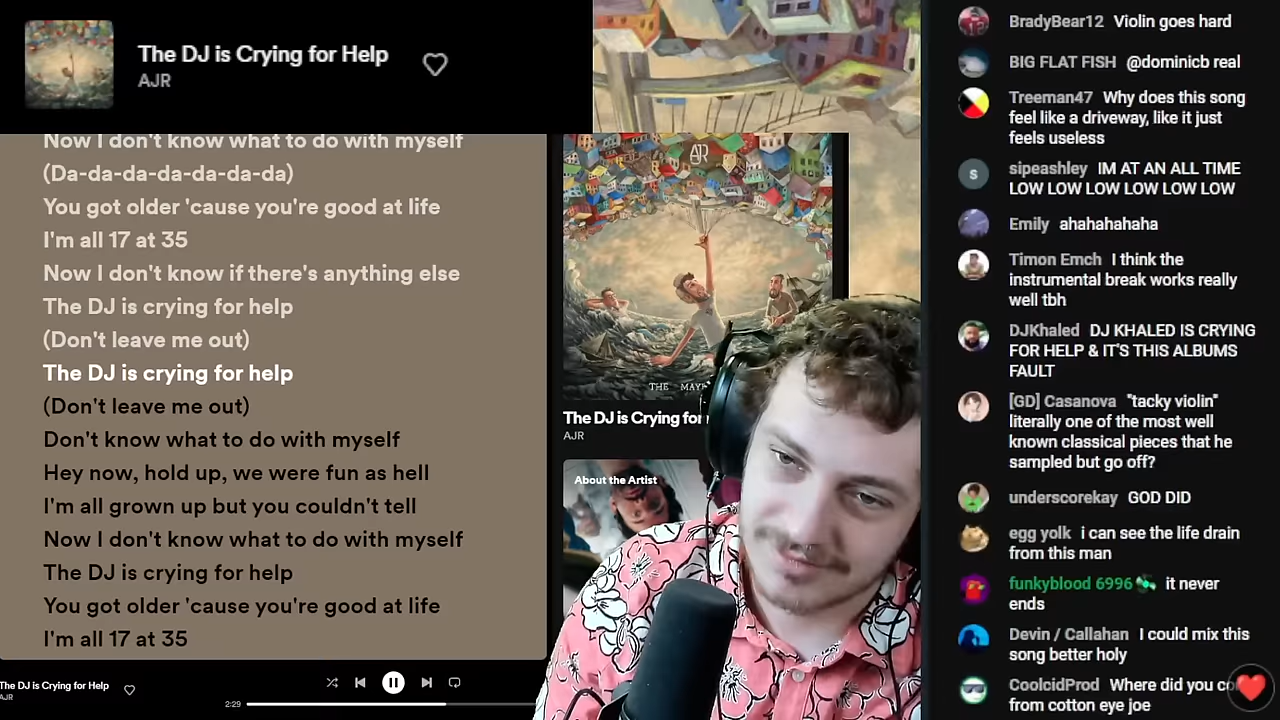 The DJ is Crying for Help
AJR
Now I don't know what to do with myself
(Da-da-da-da-da-da-da)
You got older 'cause you're good at life
I'm all 17 at 35
Now I don't know if there's anything else
The DJ is crying for help
(Don't leave me out)
The DJ is crying for help
(Don't leave me out)
Don't know what to do with myself
Hey now, hold up, we were fun as hell
I'm all grown up but you couldn't tell
Now I don't know what to do with myself
The DJ is crying for help
You got older 'cause you're good at life
I'm all 17 at 35
The DJ is Crying for Help
AJR
2:29
AJR
THE
The DJ is Crying for
AJR
About the Artist
BradyBear12 Violin goes hard
BIG FLAT FISH @dominicb real
Treeman47 Why does this song
feel like a driveway, like it just
feels useless
S
sipeashley IM AT AN ALL TIME
LOW LOW LOW LOW LOW LOW
Emily ahahahahaha
Timon Emch I think the
instrumental break works really
well tbh
DJKhaled DJ KHALED IS CRYING
FOR HELP & IT'S THIS ALBUMS
FAULT
[GD] Casanova "tacky violin"
literally one of the most well
known classical pieces that he
sampled but go off?
underscorekay GOD DID
egg yolk i can see the life drain
from this man
funkyblood 6996 it never
ends
Devin / Callahan I could mix this
song better holy
CoolcidProd Where did you
from cotton eye joe